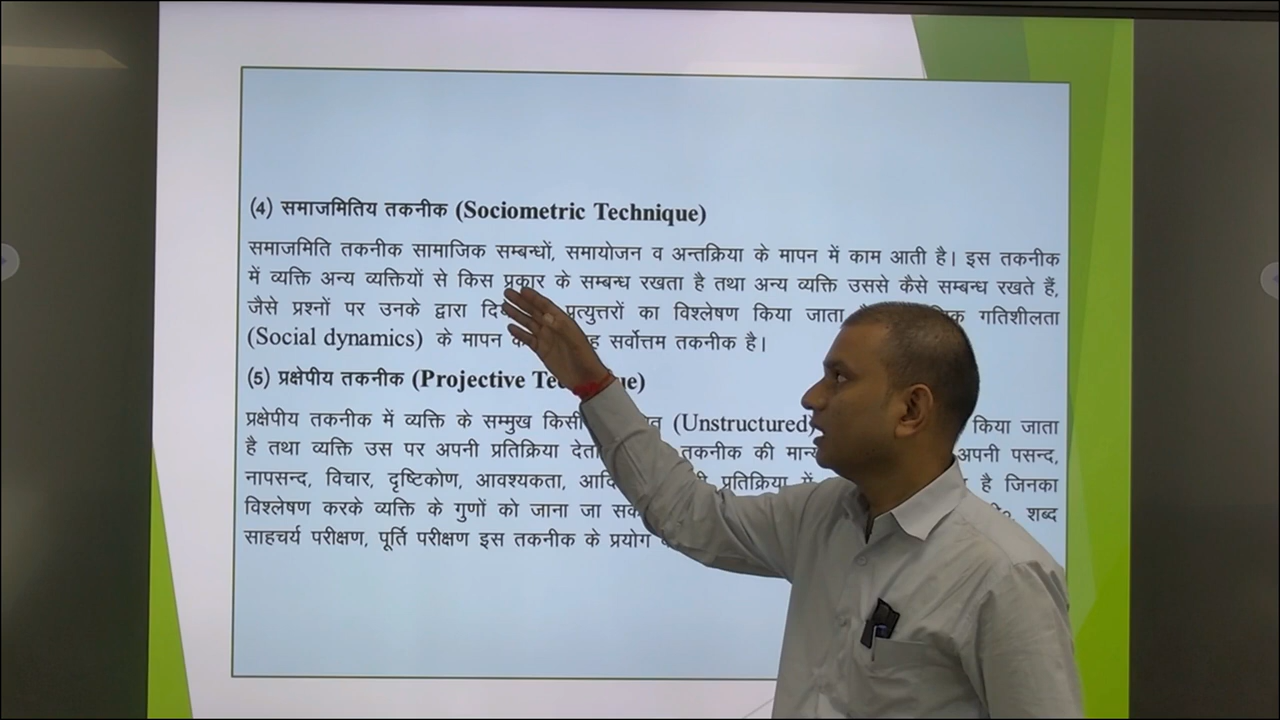 (4) समाजमितिय तकनीक (Sociometric Technique)
समाजमिति तकनीक सामाजिक सम्बन्धों, समायोजन व अन्तक्रिया के मापन में काम आती है। इस तकनीक
में व्यक्ति अन्य व्यक्तियों से किस प्रकार के सम्बन्ध रखता है तथा अन्य व्यक्ति उससे कैसे सम्बन्ध रखते हैं,
जैसे प्रश्नों पर उनके द्वारा प्रत्युत्तरों का विश्लेषण किया जाता गतिशीलता
(Social dynamics) के मापन सर्वोत्तम तकनीक है।
(5) प्रक्षेपीय तकनीक (Projective
प्रक्षेपीय तकनीक में व्यक्ति के सम्मुख किसी (Unstructured) किया जाता
है तथा व्यक्ति उस पर अपनी प्रतिक्रिया तकनीक की अपनी पसन्द,
नापसन्द, विचार, दृष्टिकोण, आवश्यकता, प्रतिक्रिया में है जिनका
विश्लेषण करके व्यक्ति के गुणों को जाना जा शब्द
साहचर्य परीक्षण, पूर्ति परीक्षण इस तकनीक के प्रयोग